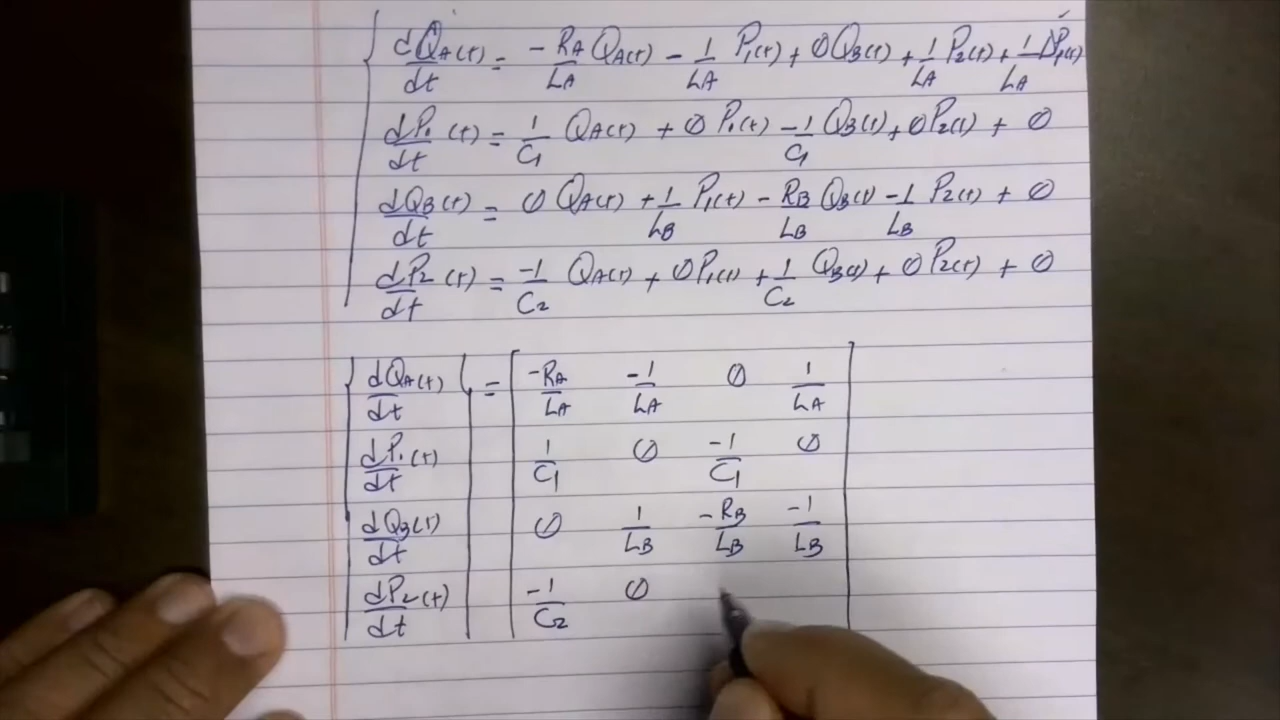 dQA(t)/dt = -RA/LA QA(t) - 1/LA P1(t) + 0 QB(t) + 1/LA P2(t) + 1/LA ΔP1(t)
dP1/dt (t) = 1/C1 QA(t) + 0 P1(t) - 1/C1 QB(t) + 0 P2(t) + 0
dQB(t)/dt = 0 QA(t) + 1/LB P1(t) - RB/LB QB(t) - 1/LB P2(t) + 0
dP2/dt (t) = -1/C2 QA(t) + 0 P1(t) + 1/C2 QB(t) + 0 P2(t) + 0
dQA(t)/dt = -RA/LA -1/LA 0 1/LA
dP1/dt (t) 1/C1 0 -1/C1 0
dQB(t)/dt 0 1/LB -RB/LB -1/LB
dP2(t)/dt -1/C2 0